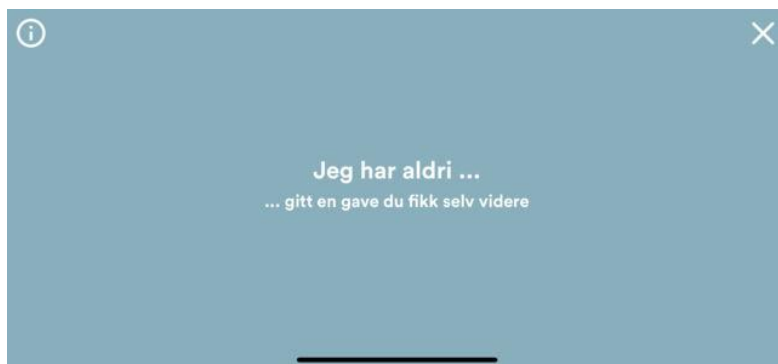 Jeg har aldri ...
... gitt en gave du fikk selv videre